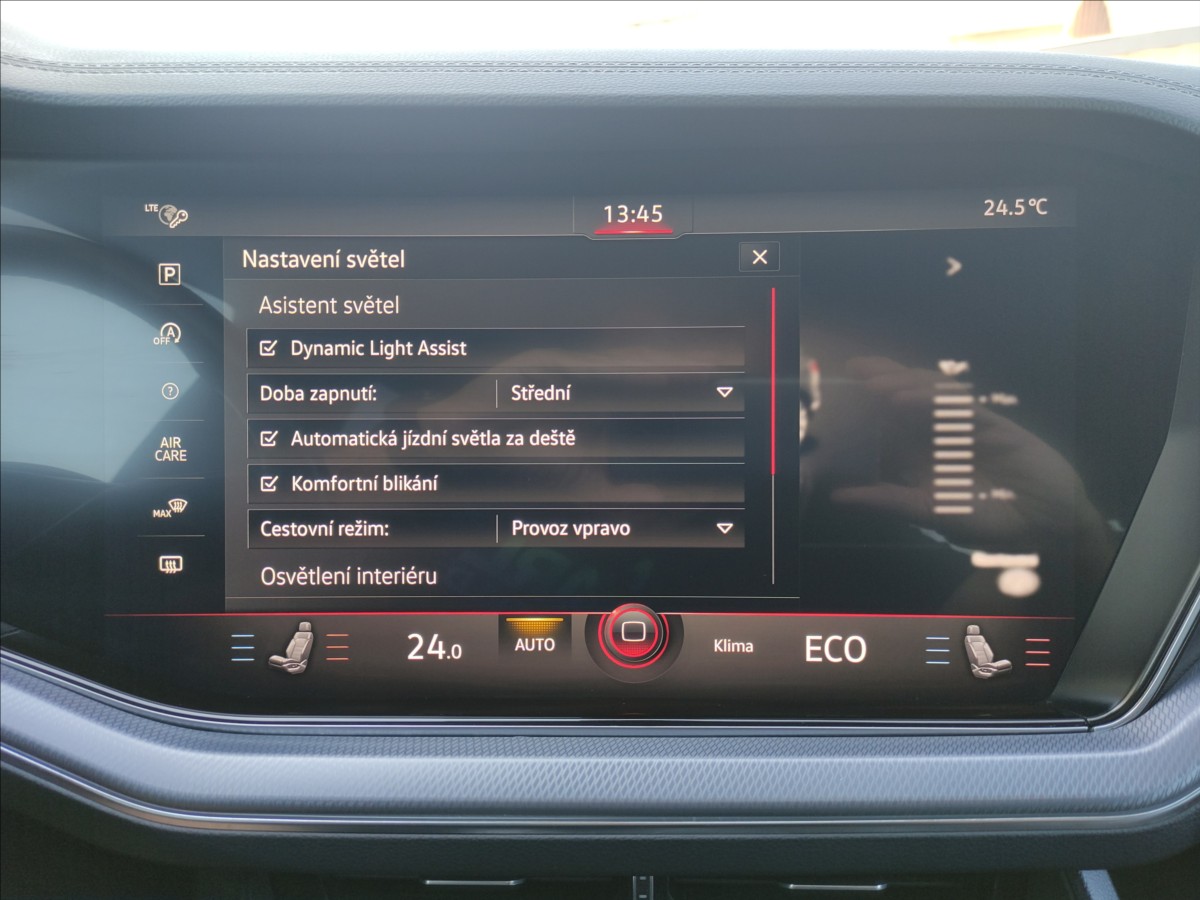 LTE
13:45
24.5°C
Nastavení světel
P
Asistent světel
A
OFF
Dynamic Light Assist
?
Doba zapnutí: Střední
AIR
CARE
Automatická jízdní světla za deště
Komfortní blikání
MAX
Cestovní režim: Provoz vpravo
Osvětlení interiéru
24.0
AUTO
Klima
ECO